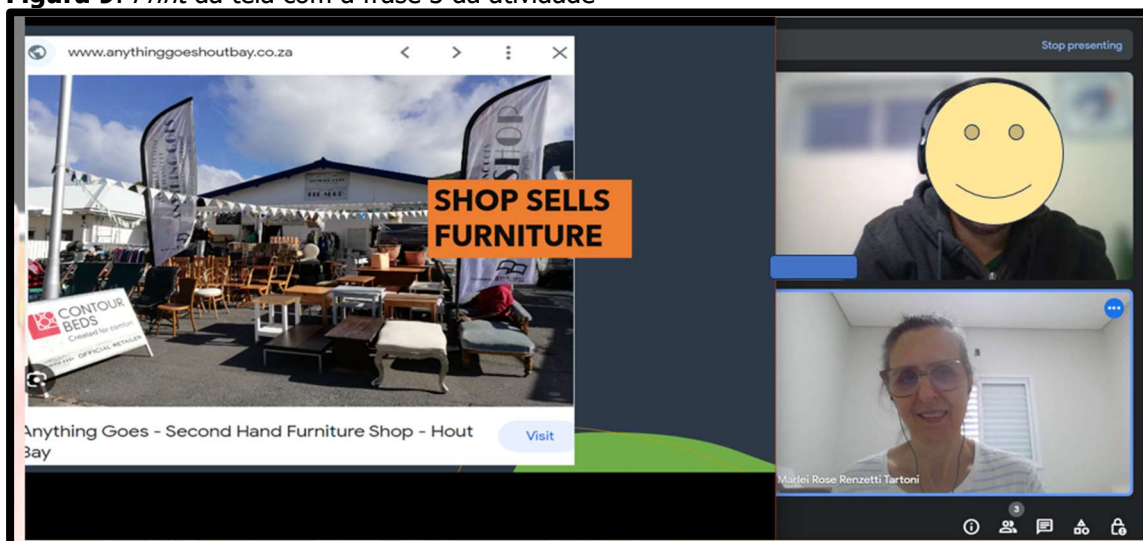 Figura 9: Print da tela com a frase 5 da atividade
www.anythinggoeshoutbay.co.za
Stop presenting
SHOP
SHOP SELLS
FURNITURE
CONTOUR
BEDS
Created for comfort
OFFICIAL RETAILER
Anything Goes - Second Hand Furniture Shop - Hout
Bay
Visit
Marlei Rose Renzetti Tartoni
3